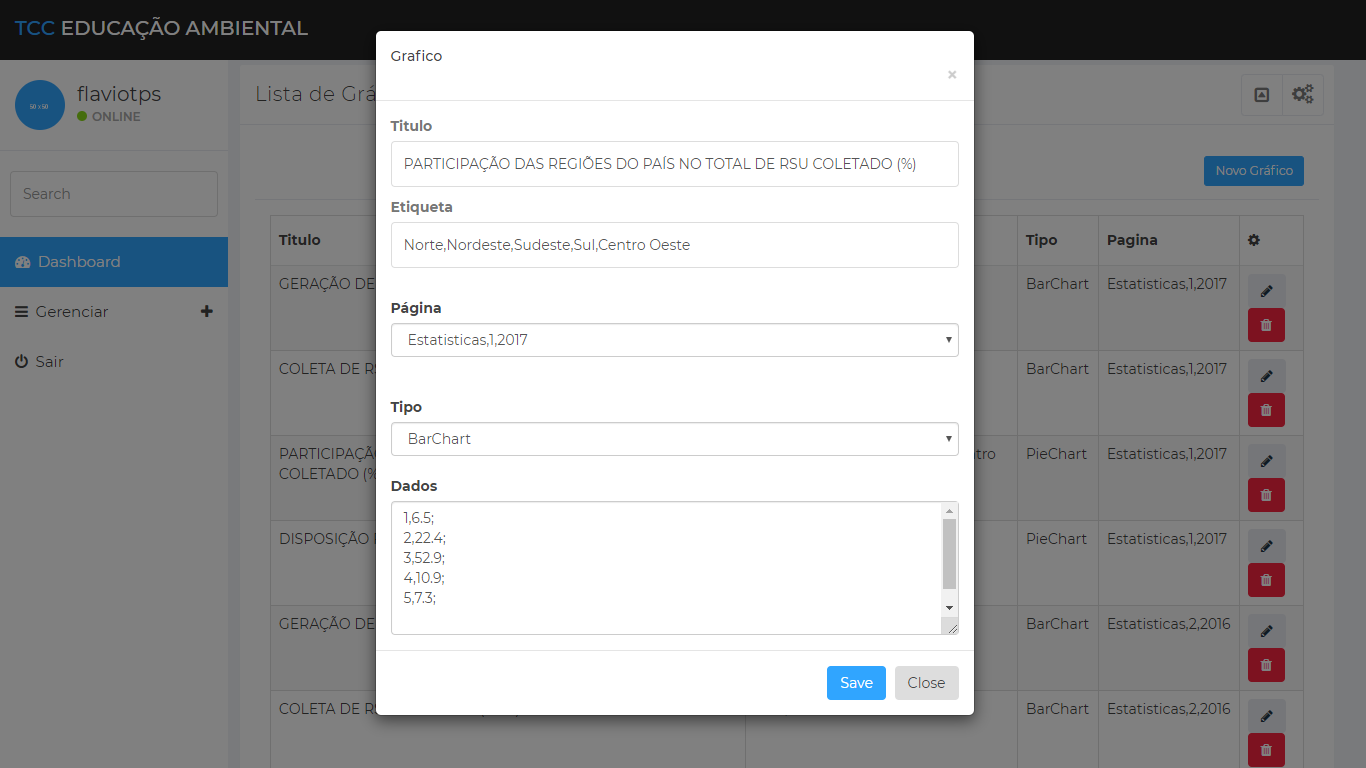 TCC EDUCAÇÃO AMBIENTAL
50 x 50
flaviotps
ONLINE
Search
Dashboard
Gerenciar
Sair
Lista de Grá
Novo Gráfico
Grafico
×
Titulo
PARTICIPAÇÃO DAS REGIÕES DO PAÍS NO TOTAL DE RSU COLETADO (%)
Etiqueta
Norte,Nordeste,Sudeste,Sul,Centro Oeste
Página
Estatisticas,1,2017
Tipo
BarChart
Dados
1,6.5;
2,22.4;
3,52.9;
4,10.9;
5,7.3;
Save Close
Titulo Tipo Pagina
GERAÇÃO DE BarChart Estatisticas,1,2017
COLETA DE RS BarChart Estatisticas,1,2017
PARTICIPAÇÃO tro PieChart Estatisticas,1,2017
COLETADO (%
DISPOSIÇÃO PieChart Estatisticas,1,2017
GERAÇÃO DE BarChart Estatisticas,2,2016
COLETA DE RS BarChart Estatisticas,2,2016